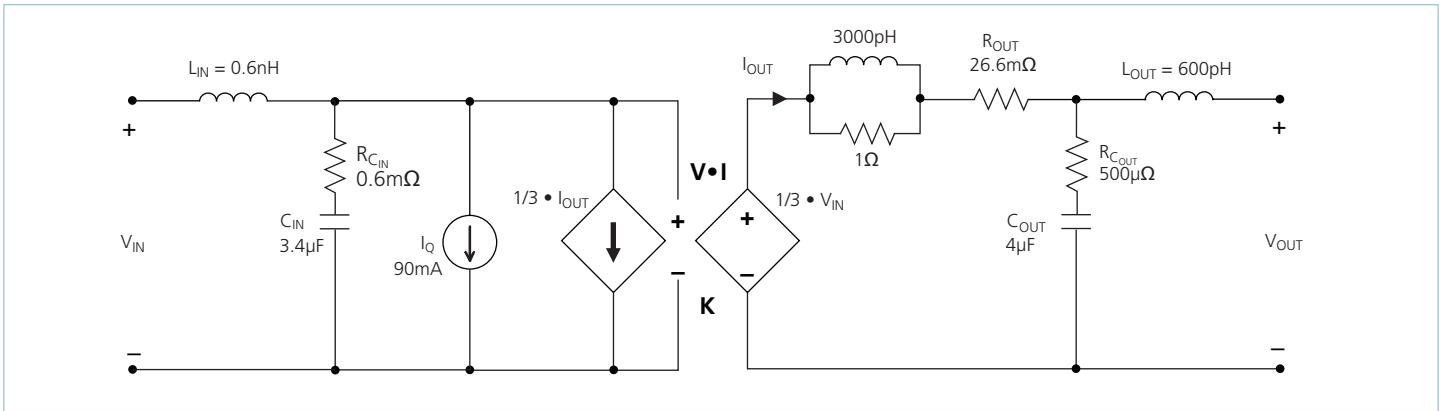 L_IN = 0.6nH
+
R_C_IN
0.6mΩ
C_IN
3.4µF
V_IN
I_Q
90mA
1/3 • I_OUT
–
V•I
+
–
K
+
–
1/3 • V_IN
I_OUT
3000pH
1Ω
R_OUT
26.6mΩ
L_OUT = 600pH
+
R_C_OUT
500µΩ
C_OUT
4µF
V_OUT
–